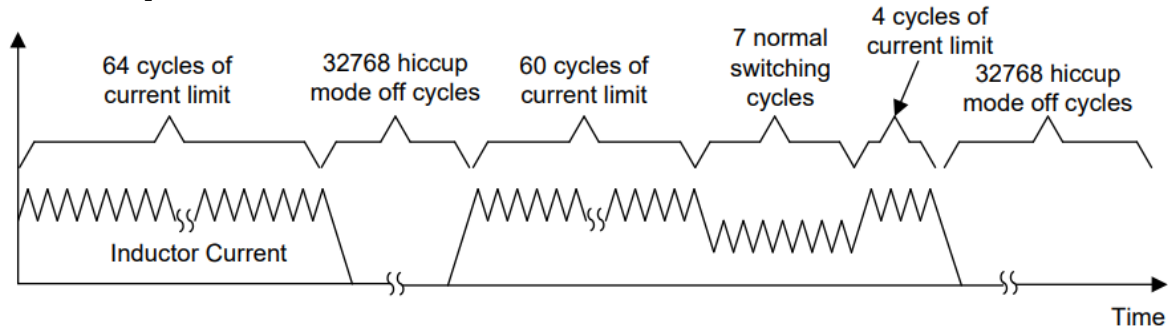 64 cycles of
current limit
32768 hiccup
mode off cycles
60 cycles of
current limit
7 normal
switching
cycles
4 cycles of
current limit
32768 hiccup
mode off cycles
Inductor Current
Time